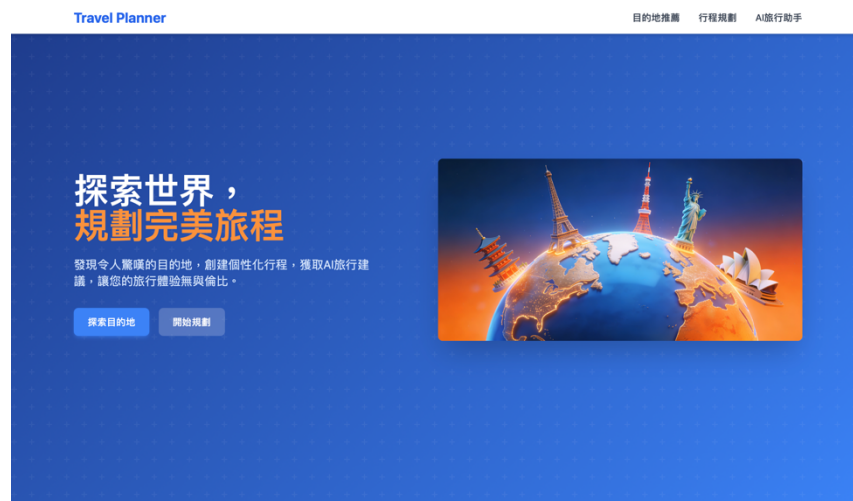 Travel Planner
目的地推薦 行程規劃 AI旅行助手
探索世界，
規劃完美旅程
發現令人驚嘆的目的地，創建個性化行程，獲取AI旅行建
議，讓您的旅行體驗無與倫比。
探索目的地 開始規劃